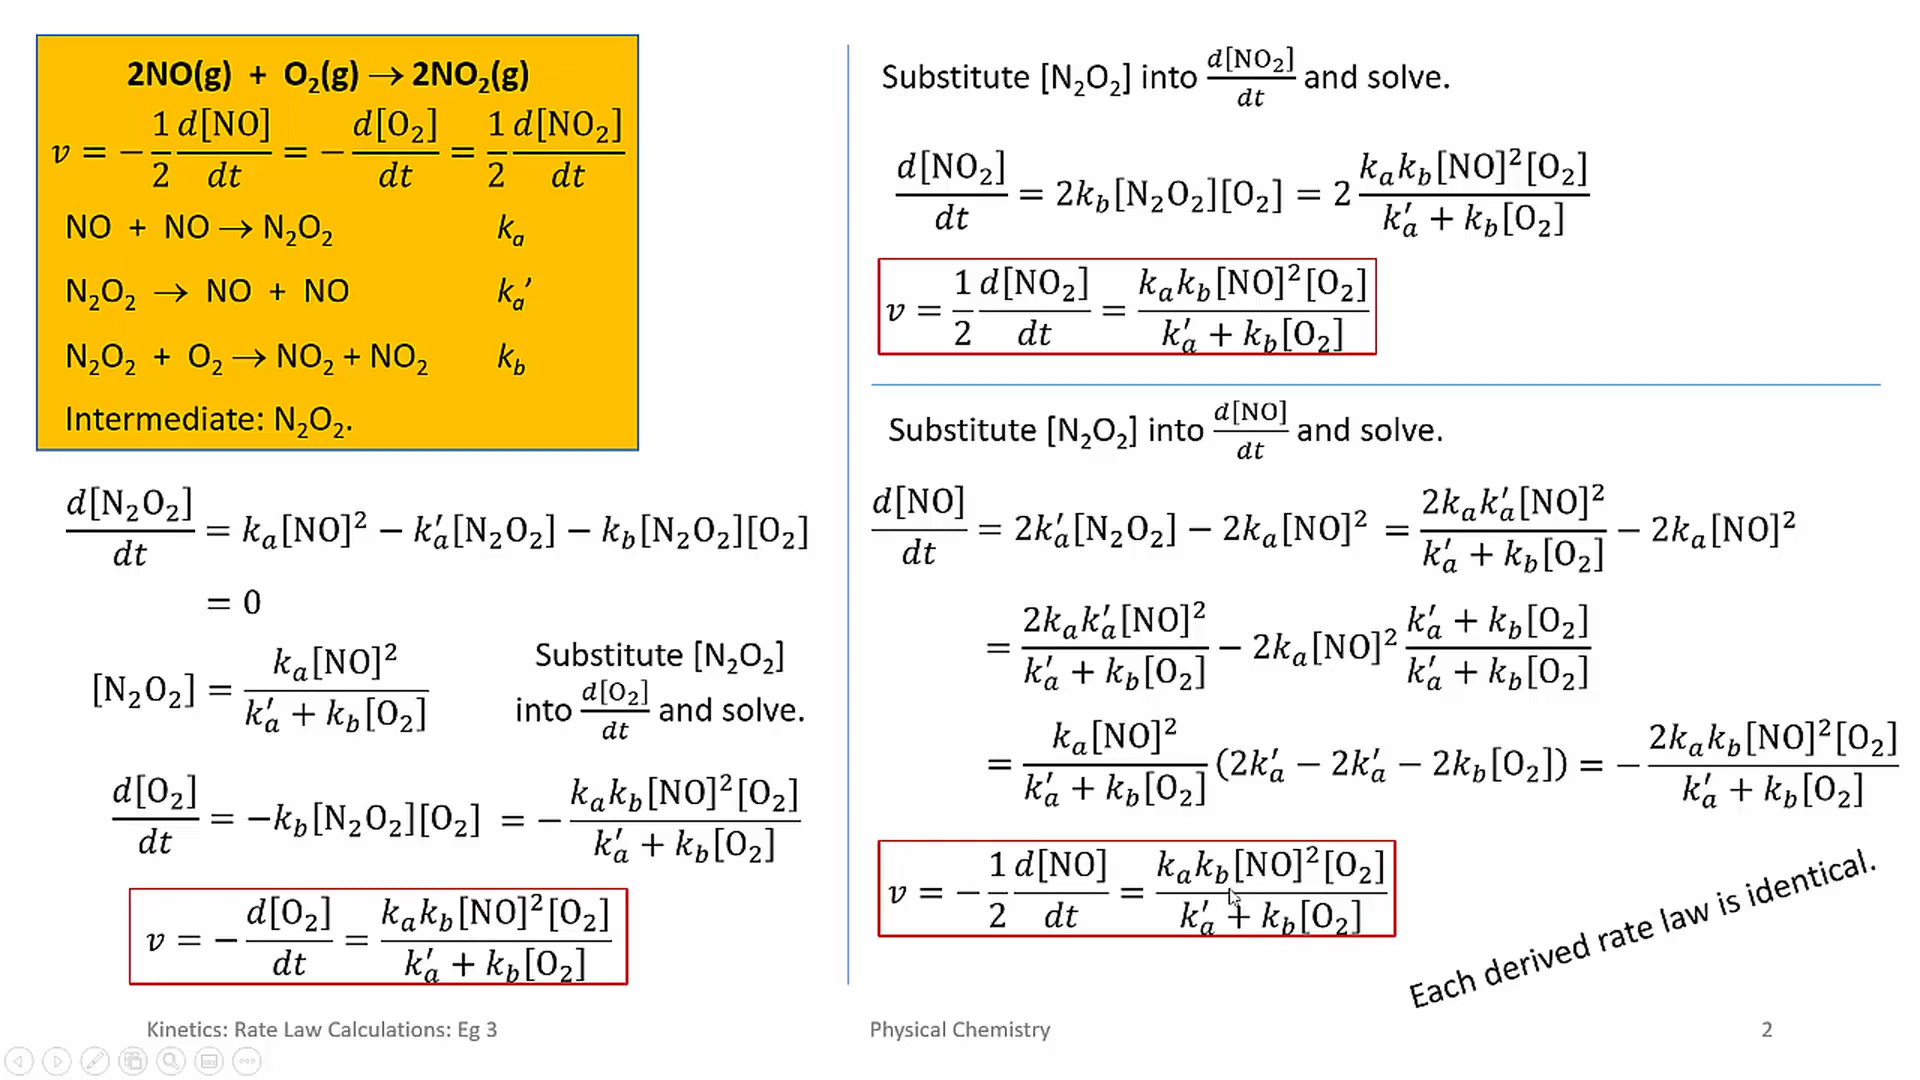 2NO(g) + O₂(g) → 2NO₂(g)
v = −1/2 d[NO]/dt = −d[O₂]/dt = 1/2 d[NO₂]/dt
NO + NO → N₂O₂ kₐ
N₂O₂ → NO + NO kₐ’
N₂O₂ + O₂ → NO₂ + NO₂ k_b
Intermediate: N₂O₂.
d[N₂O₂]/dt = kₐ[NO]² − kₐ′[N₂O₂] − k_b[N₂O₂][O₂]
= 0
[N₂O₂] = kₐ[NO]²/(kₐ′ + k_b[O₂])
Substitute [N₂O₂]
into d[O₂]/dt and solve.
d[O₂]/dt = −k_b[N₂O₂][O₂] = −kₐk_b[NO]²[O₂]/(kₐ′ + k_b[O₂])
v = −d[O₂]/dt = kₐk_b[NO]²[O₂]/(kₐ′ + k_b[O₂])
Substitute [N₂O₂] into d[NO₂]/dt and solve.
d[NO₂]/dt = 2k_b[N₂O₂][O₂] = 2 kₐk_b[NO]²[O₂]/(kₐ′ + k_b[O₂])
v = 1/2 d[NO₂]/dt = kₐk_b[NO]²[O₂]/(kₐ′ + k_b[O₂])
Substitute [N₂O₂] into d[NO]/dt and solve.
d[NO]/dt = 2kₐ′[N₂O₂] − 2kₐ[NO]² = 2kₐkₐ′[NO]²/(kₐ′ + k_b[O₂]) − 2kₐ[NO]²
= 2kₐkₐ′[NO]²/(kₐ′ + k_b[O₂]) − 2kₐ[NO]² (kₐ′ + k_b[O₂])/(kₐ′ + k_b[O₂])
= kₐ[NO]²/(kₐ′ + k_b[O₂]) (2kₐ′ − 2kₐ′ − 2k_b[O₂]) = −2kₐk_b[NO]²[O₂]/(kₐ′ + k_b[O₂])
v = −1/2 d[NO]/dt = kₐk_b[NO]²[O₂]/(kₐ′ + k_b[O₂])
Each derived rate law is identical.
Kinetics: Rate Law Calculations: Eg 3
Physical Chemistry
2